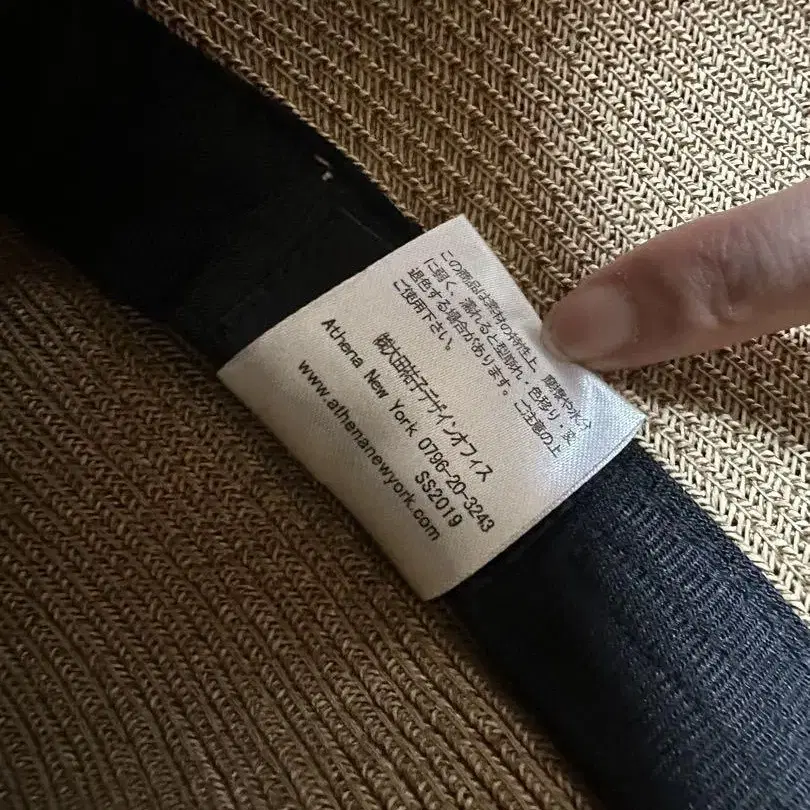 この商品は素材の特性上、摩擦や水分
に弱く、濡れると型崩れ・色移り・変
退色する場合があります。ご注意の上
ご使用下さい。
㈱大田祐子デザインオフィス
Athena New York 0796-20-3243
SS2019
www.athenanewyork.com